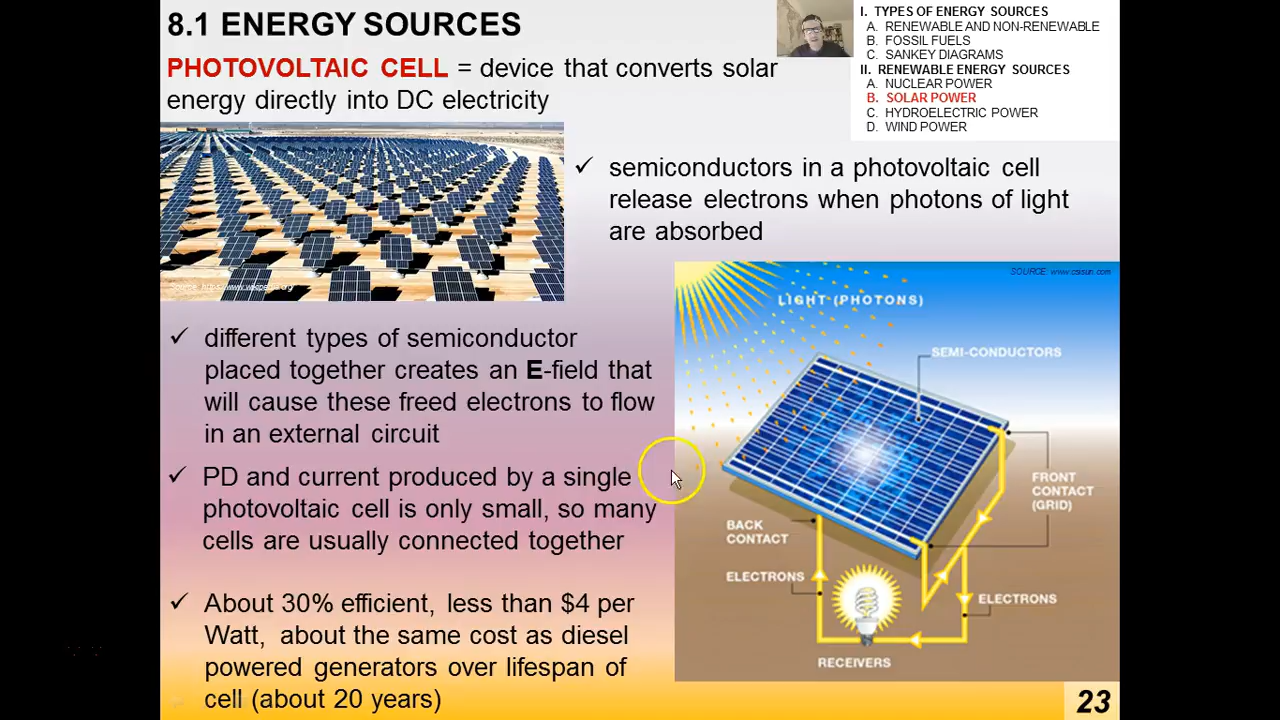 8.1 ENERGY SOURCES
PHOTOVOLTAIC CELL = device that converts solar
energy directly into DC electricity
I. TYPES OF ENERGY SOURCES
A. RENEWABLE AND NON-RENEWABLE
B. FOSSIL FUELS
C. SANKEY DIAGRAMS
II. RENEWABLE ENERGY SOURCES
A. NUCLEAR POWER
B. SOLAR POWER
C. HYDROELECTRIC POWER
D. WIND POWER
✓ semiconductors in a photovoltaic cell
release electrons when photons of light
are absorbed
✓ different types of semiconductor
placed together creates an E-field that
will cause these freed electrons to flow
in an external circuit
✓ PD and current produced by a single
photovoltaic cell is only small, so many
cells are usually connected together
✓ About 30% efficient, less than $4 per
Watt, about the same cost as diesel
powered generators over lifespan of
cell (about 20 years)
SOURCE: www.csisun.com
LIGHT (PHOTONS)
SEMI-CONDUCTORS
FRONT
CONTACT
(GRID)
BACK
CONTACT
ELECTRONS
ELECTRONS
RECEIVERS
23